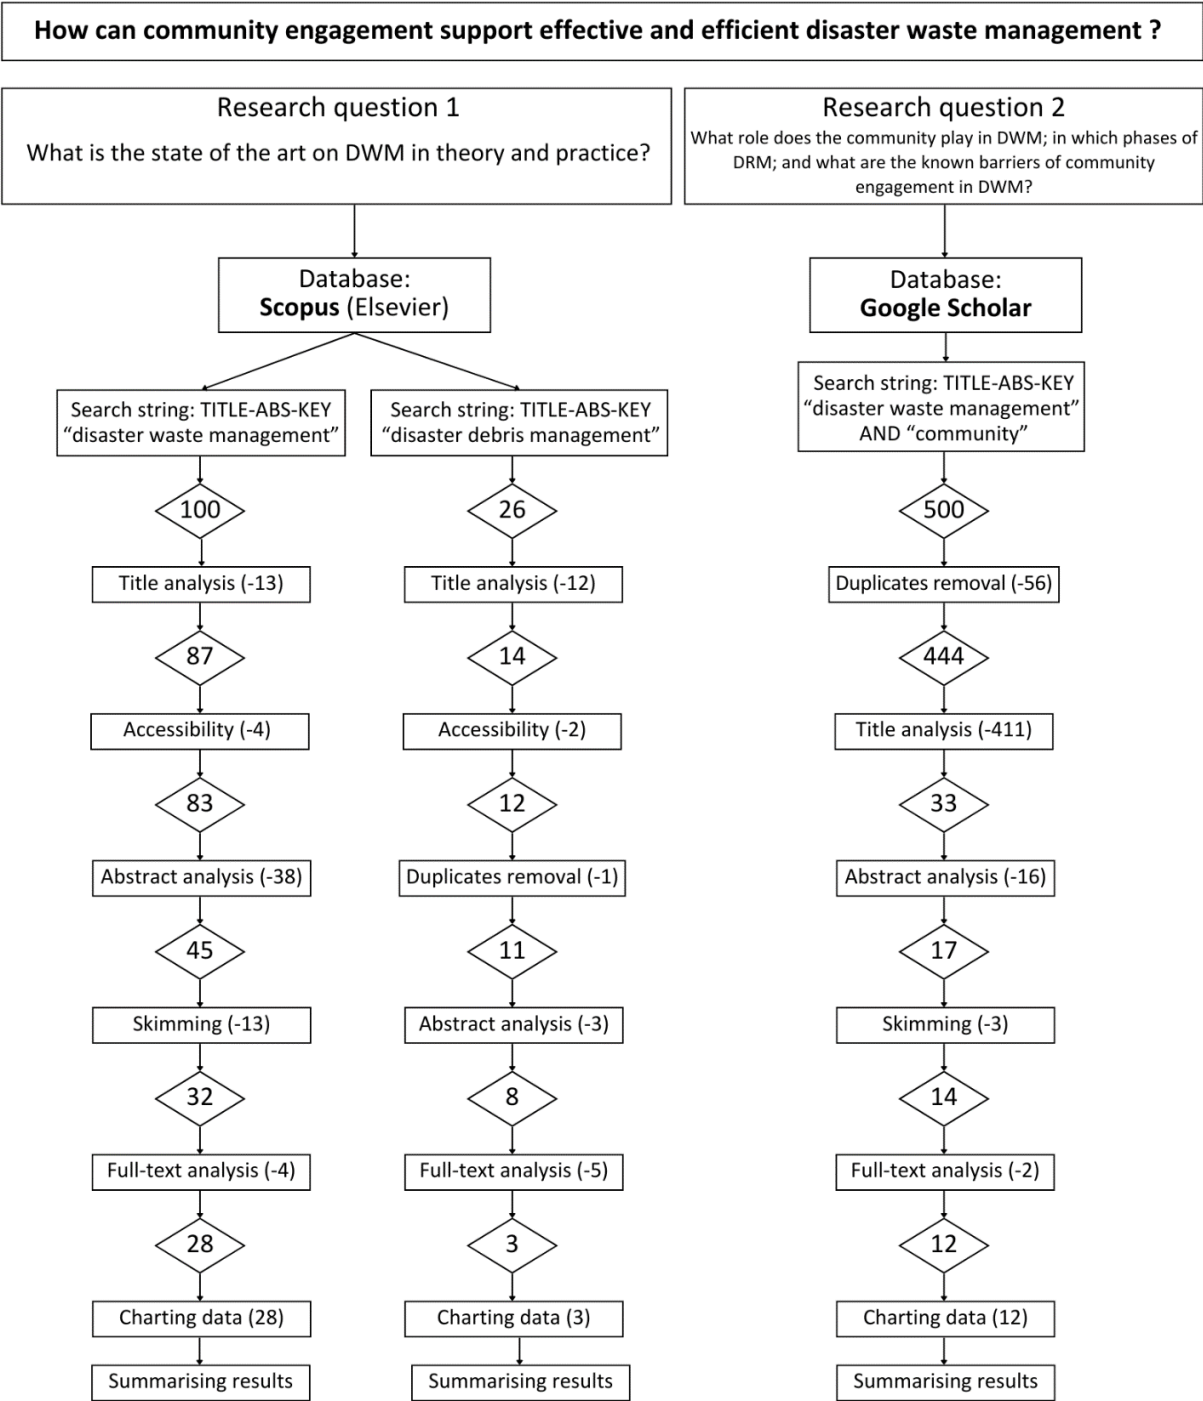 How can community engagement support effective and efficient disaster waste management ?
Research question 1
What is the state of the art on DWM in theory and practice?
Research question 2
What role does the community play in DWM; in which phases of
DRM; and what are the known barriers of community
engagement in DWM?
Database:
Scopus (Elsevier)
Search string: TITLE-ABS-KEY
“disaster waste management”
100
Title analysis (-13)
87
Accessibility (-4)
83
Abstract analysis (-38)
45
Skimming (-13)
32
Full-text analysis (-4)
28
Charting data (28)
Summarising results
Search string: TITLE-ABS-KEY
“disaster debris management”
26
Title analysis (-12)
14
Accessibility (-2)
12
Duplicates removal (-1)
11
Abstract analysis (-3)
8
Full-text analysis (-5)
3
Charting data (3)
Summarising results
Database:
Google Scholar
Search string: TITLE-ABS-KEY
“disaster waste management”
AND “community”
500
Duplicates removal (-56)
444
Title analysis (-411)
33
Abstract analysis (-16)
17
Skimming (-3)
14
Full-text analysis (-2)
12
Charting data (12)
Summarising results